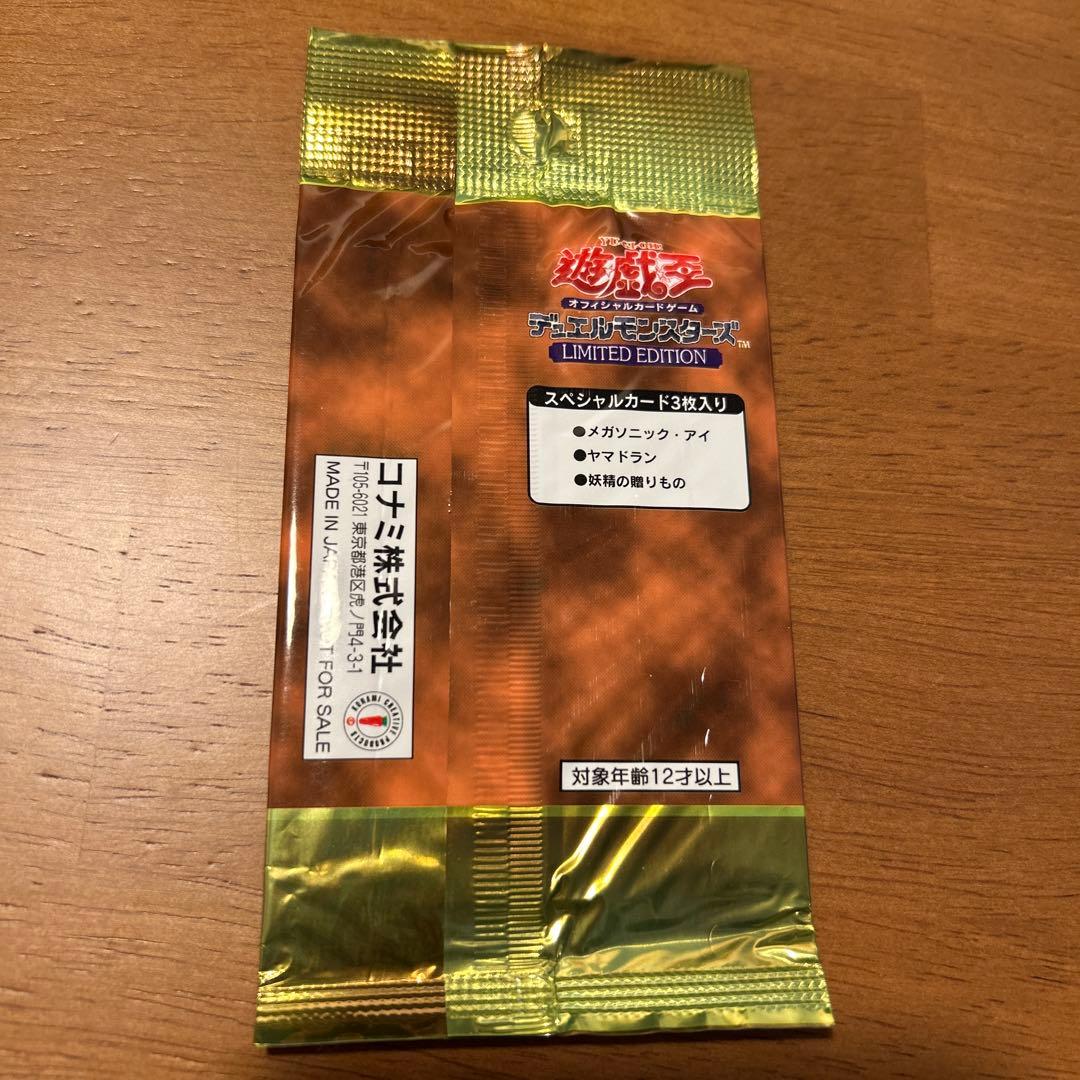 YU-GI-OH
遊戯王
オフィシャルカードゲーム
デュエルモンスターズ™
LIMITED EDITION
スペシャルカード3枚入り
●メガソニック・アイ
●ヤマドラン
●妖精の贈りもの
対象年齢12才以上
コナミ株式会社
〒105-6021 東京都港区虎ノ門4-3-1
MADE IN FOR SALE
KONAMI CREATIVE PRODUCTS